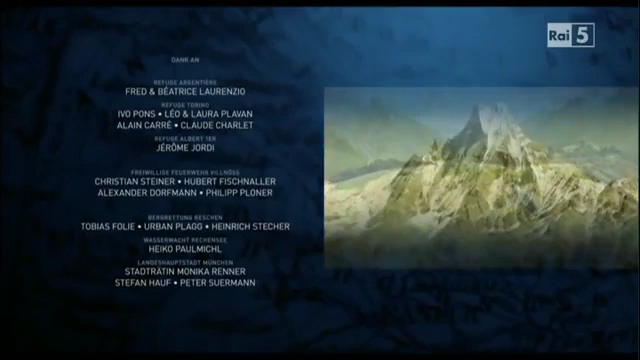 Rai 5
DANK AN
REFUGE ARGENTIÈRE
FRED & BÉATRICE LAURENZIO
REFUGE TORINO
IVO PONS • LÉO & LAURA PLAVAN
ALAIN CARRÉ • CLAUDE CHARLET
REFUGE ALBERT 1ER
JÉRÔME JORDI
FREIWILLIGE FEUERWEHR VILLNÖSS
CHRISTIAN STEINER • HUBERT FISCHNALLER
ALEXANDER DORFMANN • PHILIPP PLONER
BERGRETTUNG RESCHEN
TOBIAS FOLIE • URBAN PLAGG • HEINRICH STECHER
WASSERWACHT RECHENSEE
HEIKO PAULMICHL
LANDESHAUPTSTADT MÜNCHEN
STADTRÄTIN MONIKA RENNER
STEFAN HAUF • PETER SUERMANN